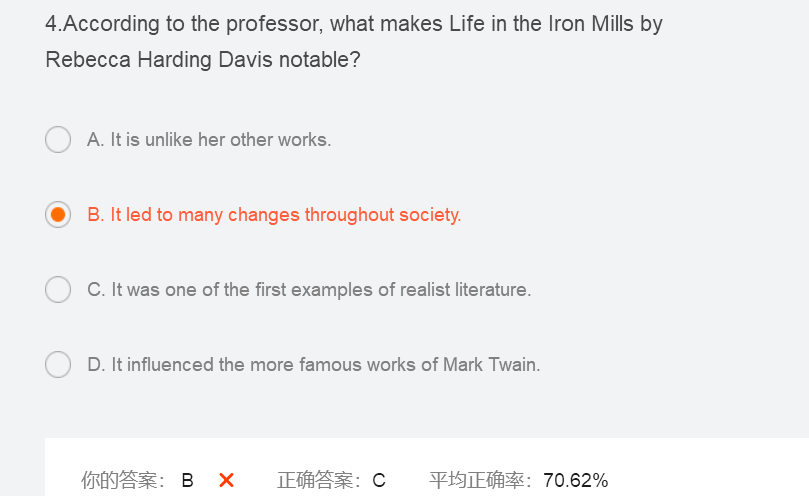 4.According to the professor, what makes Life in the Iron Mills by
Rebecca Harding Davis notable?
A. It is unlike her other works.
B. It led to many changes throughout society.
C. It was one of the first examples of realist literature.
D. It influenced the more famous works of Mark Twain.
你的答案： B ✕ 正确答案：C 平均正确率：70.62%